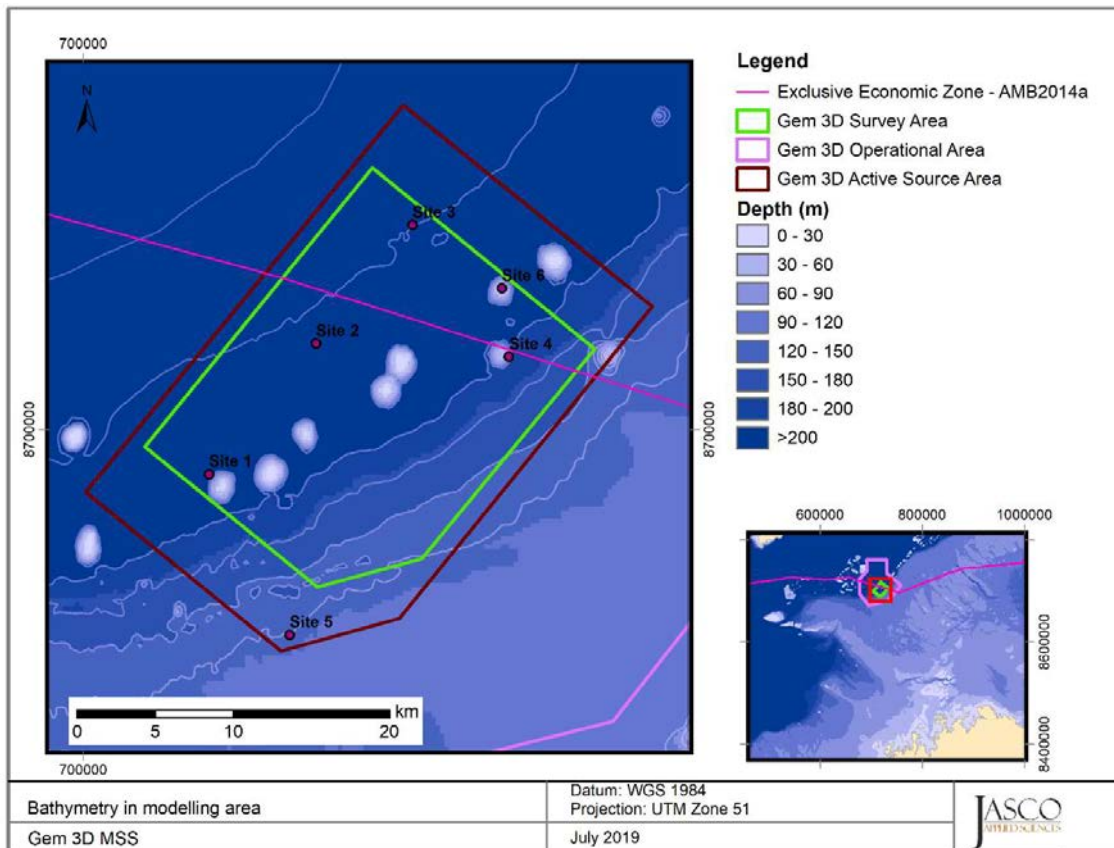 700000
N
8700000
8700000
Site 3
Site 6
Site 2
Site 4
Site 1
Site 5
km
0 5 10 20
700000
Legend
Exclusive Economic Zone - AMB2014a
Gem 3D Survey Area
Gem 3D Operational Area
Gem 3D Active Source Area
Depth (m)
0 - 30
30 - 60
60 - 90
90 - 120
120 - 150
150 - 180
180 - 200
>200
600000 800000 1000000
8600000
8400000
Bathymetry in modelling area
Gem 3D MSS
Datum: WGS 1984
Projection: UTM Zone 51
July 2019
JASCO
APPLIED SCIENCES